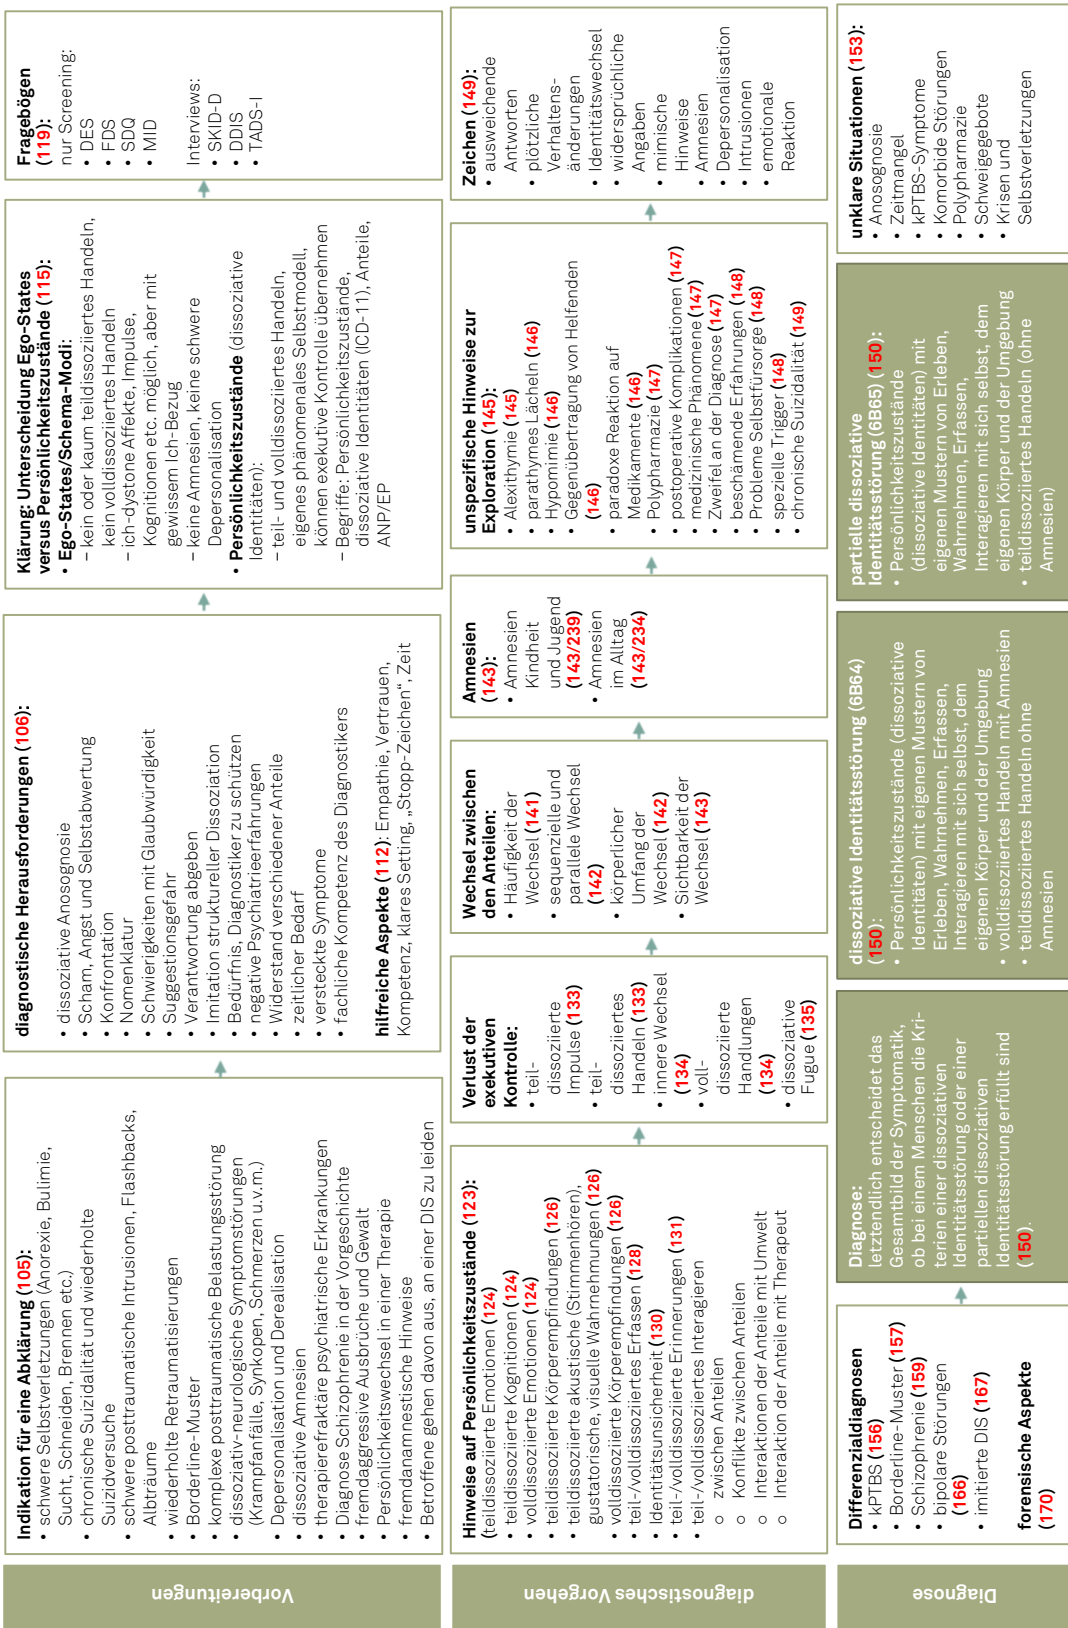 Vorbereitungen
Indikation für eine Abklärung (105):
• schwere Selbstverletzungen (Anorexie, Bulimie,
Sucht, Schneiden, Brennen etc.)
• chronische Suizidalität und wiederholte
Suizidversuche
• schwere posttraumatische Intrusionen, Flashbacks,
Albträume
• wiederholte Retraumatisierungen
• Borderline-Muster
• komplexe posttraumatische Belastungsstörung
• dissoziativ-neurologische Symptomstörungen
(Krampfanfälle, Synkopen, Schmerzen u.v.m.)
• Depersonalisation und Derealisation
• dissoziative Amnesien
• therapierefraktäre psychiatrische Erkrankungen
• Diagnose Schizophrenie in der Vorgeschichte
• fremdaggressive Ausbrüche und Gewalt
• Persönlichkeitswechsel in einer Therapie
• fremdanamnestische Hinweise
• Betroffene gehen davon aus, an einer DIS zu leiden
diagnostische Herausforderungen (106):
• dissoziative Anosognosie
• Scham, Angst und Selbstabwertung
• Konfrontation
• Nomenklatur
• Schwierigkeiten mit Glaubwürdigkeit
• Suggestionsgefahr
• Verantwortung abgeben
• Imitation struktureller Dissoziation
• Bedürfnis, Diagnostiker zu schützen
• negative Psychiatrieerfahrungen
• Widerstand verschiedener Anteile
• zeitlicher Bedarf
• versteckte Symptome
• fachliche Kompetenz des Diagnostikers
hilfreiche Aspekte (112): Empathie, Vertrauen,
Kompetenz, klares Setting, „Stopp-Zeichen“, Zeit
Klärung: Unterscheidung Ego-States
versus Persönlichkeitszustände (115):
• Ego-States/Schema-Modi:
– kein oder kaum teildissoziiertes Handeln,
kein volldissoziiertes Handeln
– ich-dystone Affekte, Impulse,
Kognitionen etc. möglich, aber mit
gewissem Ich-Bezug
– keine Amnesien, keine schwere
Depersonalisation
• Persönlichkeitszustände (dissoziative
Identitäten):
– teil- und volldissoziiertes Handeln,
eigenes phänomenales Selbstmodell,
können exekutive Kontrolle übernehmen
– Begriffe: Persönlichkeitszustände,
dissoziative Identitäten (ICD-11), Anteile,
ANP/EP
Fragebögen
(119):
nur Screening:
• DES
• FDS
• SDQ
• MID
Interviews:
• SKID-D
• DDIS
• TADS-I
diagnostisches Vorgehen
Hinweise auf Persönlichkeitszustände (123):
(teildissoziierte Emotionen (124)
• teildissoziierte Kognitionen (124)
• volldissoziierte Emotionen (124)
• teildissoziierte Körperempfindungen (126)
• teildissoziierte akustische (Stimmenhören),
gustatorische, visuelle Wahrnehmungen (126)
• volldissoziierte Körperempfindungen (126)
• teil-/volldissoziiertes Erfassen (128)
• Identitätsunsicherheit (130)
• teil-/volldissoziierte Erinnerungen (131)
• teil-/volldissoziiertes Interagieren
○ zwischen Anteilen
○ Konflikte zwischen Anteilen
○ Interaktionen der Anteile mit Umwelt
○ Interaktion der Anteile mit Therapeut
Verlust der
exekutiven
Kontrolle:
• teil-
dissoziierte
Impulse (133)
• teil-
dissoziiertes
Handeln (133)
• innere Wechsel
(134)
• voll-
dissoziierte
Handlungen
(134)
• dissoziative
Fugue (135)
Wechsel zwischen
den Anteilen:
• Häufigkeit der
Wechsel (141)
• sequenzielle und
parallele Wechsel
(142)
• körperlicher
Umfang der
Wechsel (142)
• Sichtbarkeit der
Wechsel (143)
Amnesien
(143):
• Amnesien
Kindheit
und Jugend
(143/239)
• Amnesien
im Alltag
(143/234)
unspezifische Hinweise zur
Exploration (145):
• Alexithymie (145)
• parathymes Lächeln (146)
• Hypomimie (146)
• Gegenübertragung von Helfenden
(146)
• paradoxe Reaktion auf
Medikamente (146)
• Polypharmazie (147)
• postoperative Komplikationen (147)
• medizinische Phänomene (147)
• Zweifel an der Diagnose (147)
• beschämende Erfahrungen (148)
• Probleme Selbstfürsorge (148)
• spezielle Trigger (148)
• chronische Suizidalität (149)
Zeichen (149):
• ausweichende
Antworten
• plötzliche
Verhaltens-
änderungen
• Identitätswechsel
• widersprüchliche
Angaben
• mimische
Hinweise
• Amnesien
• Depersonalisation
• Intrusionen
• emotionale
Reaktion
Diagnose
Differenzialdiagnosen
• kPTBS (156)
• Borderline-Muster (157)
• Schizophrenie (159)
• bipolare Störungen
(166)
• imitierte DIS (167)
forensische Aspekte
(170)
Diagnose:
letztendlich entscheidet das
Gesamtbild der Symptomatik,
ob bei einem Menschen die Kri-
terien einer dissoziativen
Identitätsstörung oder einer
partiellen dissoziativen
Identitätsstörung erfüllt sind
(150).
dissoziative Identitätsstörung (6B64)
(150):
• Persönlichkeitszustände (dissoziative
Identitäten) mit eigenen Mustern von
Erleben, Wahrnehmen, Erfassen,
Interagieren mit sich selbst, dem
eigenen Körper und der Umgebung
• volldissoziiertes Handeln mit Amnesien
• teildissoziiertes Handeln ohne
Amnesien
partielle dissoziative
Identitätsstörung (6B65) (150):
• Persönlichkeitszustände
(dissoziative Identitäten) mit
eigenen Mustern von Erleben,
Wahrnehmen, Erfassen,
Interagieren mit sich selbst, dem
eigenen Körper und der Umgebung
• teildissoziiertes Handeln (ohne
Amnesien)
unklare Situationen (153):
• Anosognosie
• Zeitmangel
• kPTBS-Symptome
• Komorbide Störungen
• Polypharmazie
• Schweigegebote
• Krisen und
Selbstverletzungen